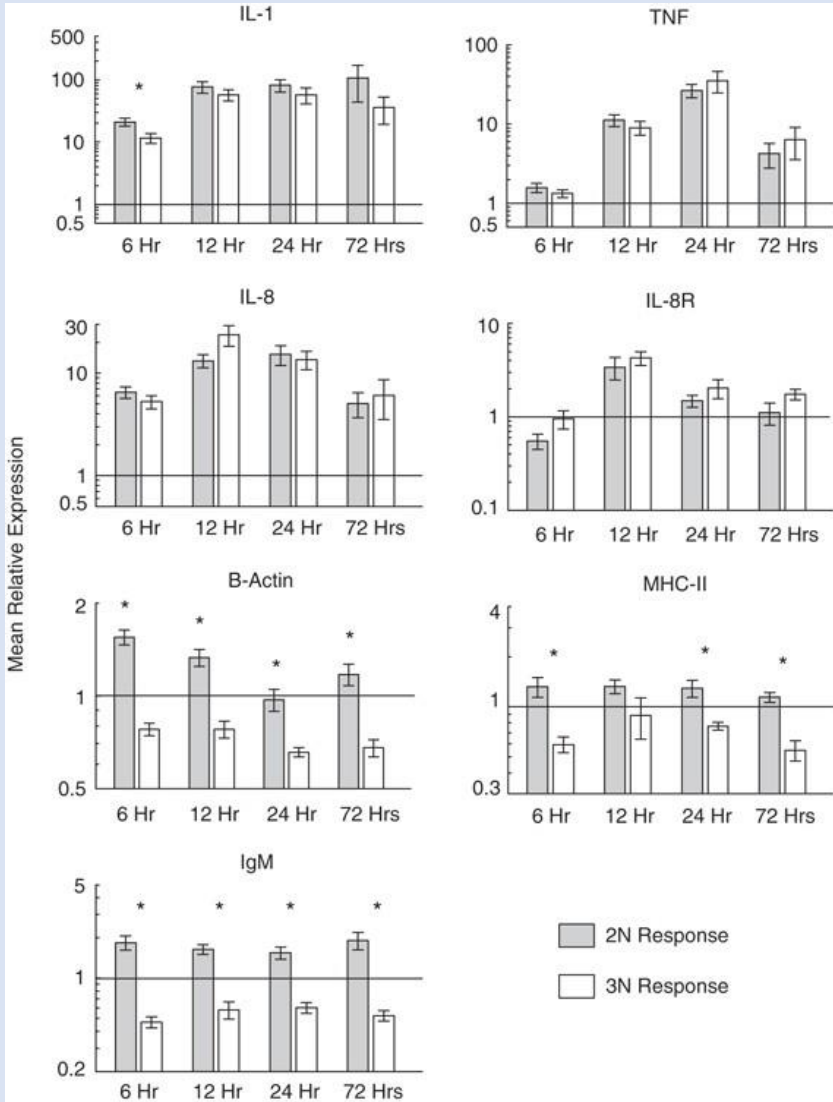 IL-1
500
100
10
1
0.5
*
6 Hr 12 Hr 24 Hr 72 Hrs
TNF
100
10
1
0.5
6 Hr 12 Hr 24 Hr 72 Hrs
IL-8
30
10
1
0.5
6 Hr 12 Hr 24 Hr 72 Hrs
IL-8R
10
1
0.1
6 Hr 12 Hr 24 Hr 72 Hrs
Mean Relative Expression
B-Actin
2
1
0.5
* * * *
6 Hr 12 Hr 24 Hr 72 Hrs
MHC-II
4
1
0.3
* * *
6 Hr 12 Hr 24 Hr 72 Hrs
IgM
5
1
0.2
* * * *
6 Hr 12 Hr 24 Hr 72 Hrs
2N Response
3N Response